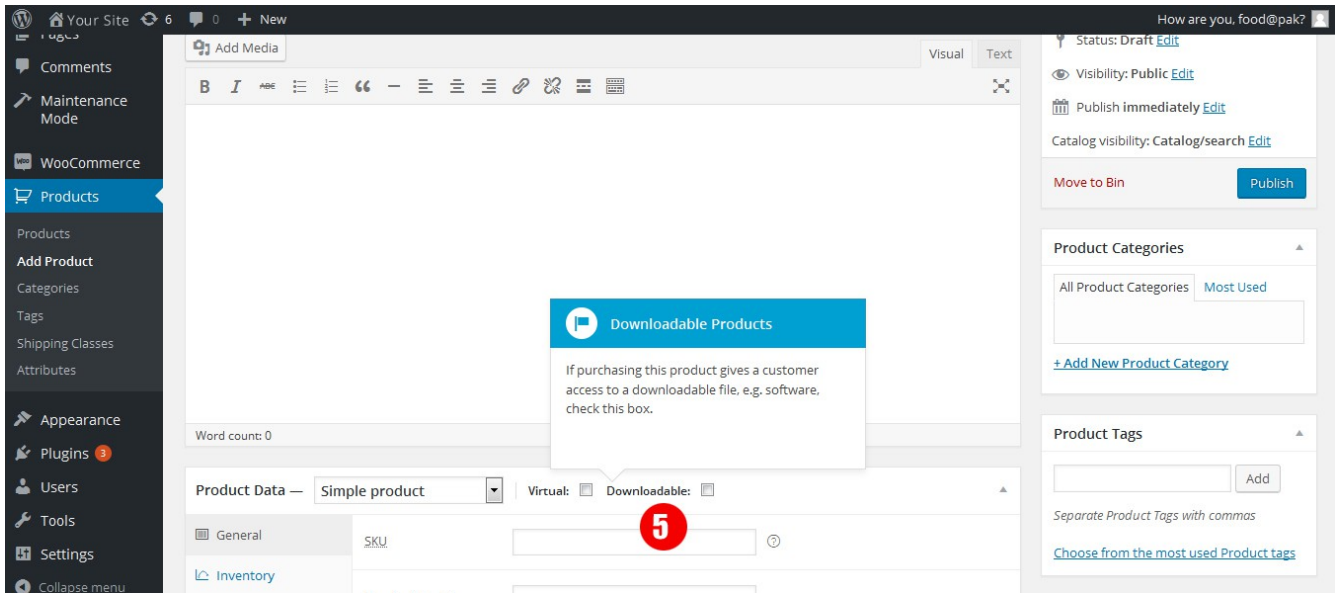 Your Site 6 0 + New How are you, food@pak?
Pages
Comments
Maintenance
Mode
WooCommerce
Products
Products
Add Product
Categories
Tags
Shipping Classes
Attributes
Appearance
Plugins 3
Users
Tools
Settings
Collapse menu
Add Media
Visual Text
B I ABC
Word count: 0
Downloadable Products
If purchasing this product gives a customer
access to a downloadable file, e.g. software,
check this box.
Product Data — Simple product Virtual: Downloadable:
General
Inventory
SKU
5
Status: Draft Edit
Visibility: Public Edit
Publish immediately Edit
Catalog visibility: Catalog/search Edit
Move to Bin Publish
Product Categories
All Product Categories Most Used
+ Add New Product Category
Product Tags
Add
Separate Product Tags with commas
Choose from the most used Product tags